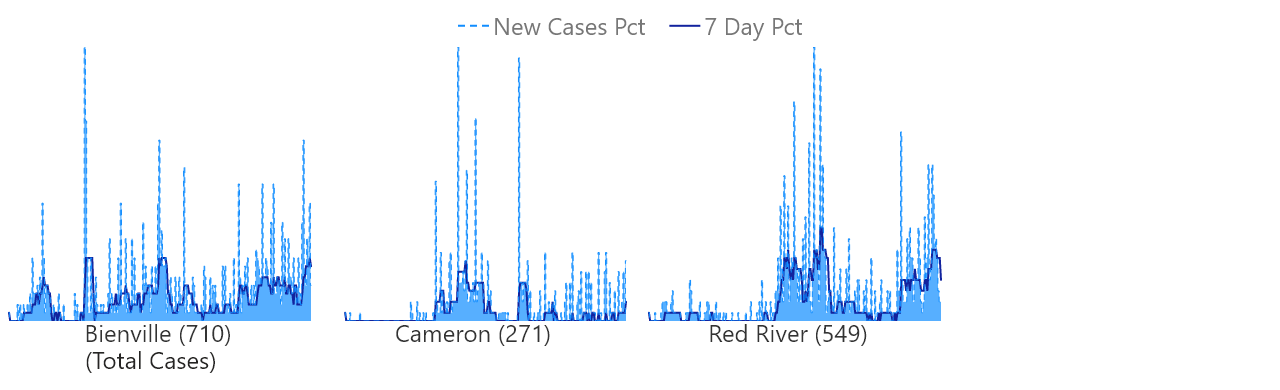 New Cases Pct 7 Day Pct
Bienville (710) Cameron (271) Red River (549)
(Total Cases)